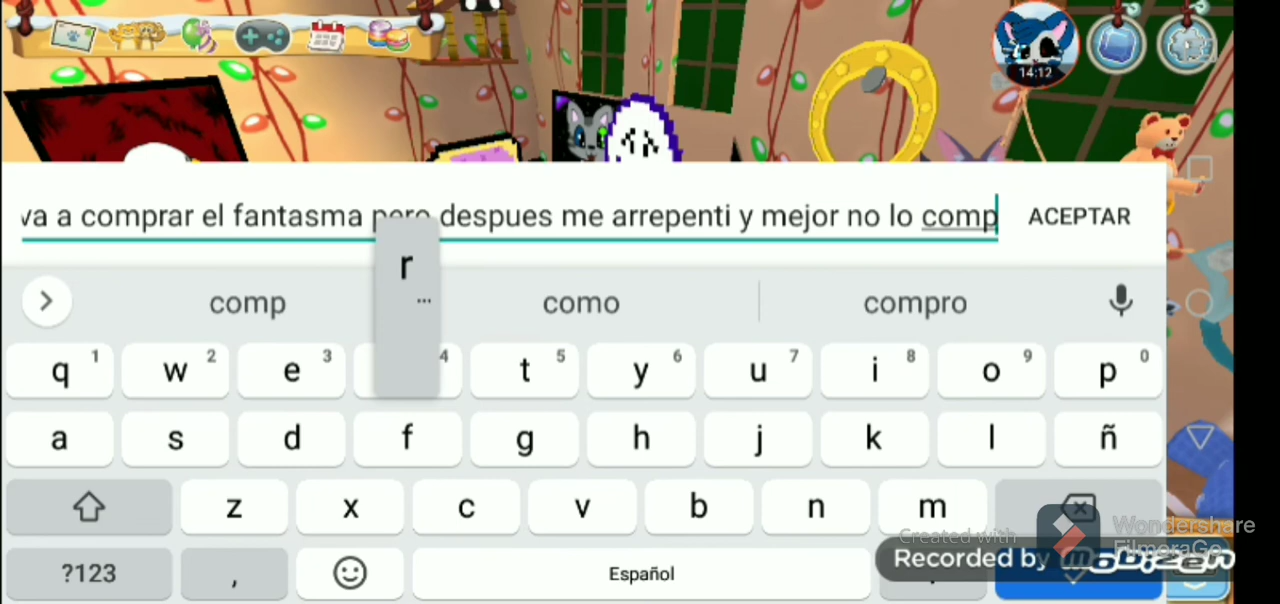 14:12
va a comprar el fantasma pero despues me arrepenti y mejor no lo comp
ACEPTAR
r
...
comp
como
compro
q 1 w 2 e 3 4 t 5 y 6 u 7 i 8 o 9 p 0
a s d f g h j k l ñ
z x c v b n m
?123 , Español .
Created with
Wondershare
FilmoraGo
Recorded by mobizen